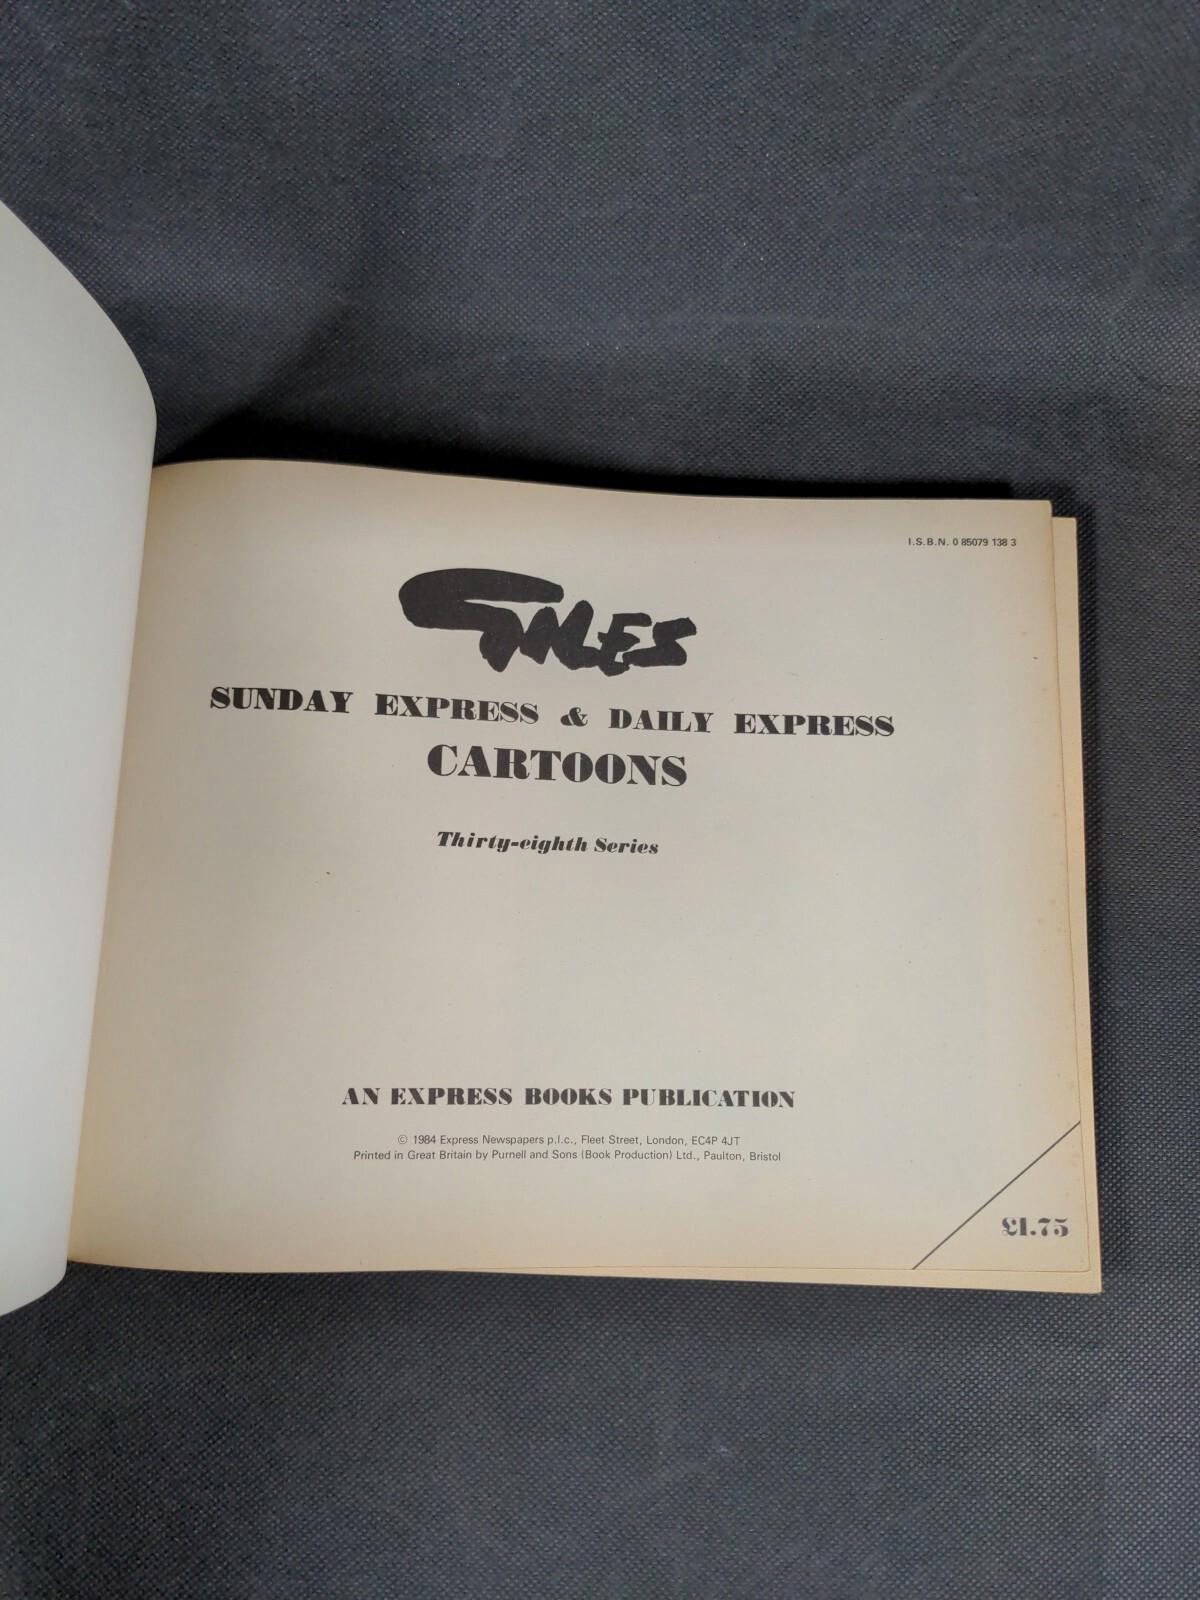 I.S.B.N. 0 85079 138 3
GILES
SUNDAY EXPRESS & DAILY EXPRESS
CARTOONS
Thirty-eighth Series
AN EXPRESS BOOKS PUBLICATION
© 1984 Express Newspapers p.l.c., Fleet Street, London, EC4P 4JT
Printed in Great Britain by Purnell and Sons (Book Production) Ltd., Paulton, Bristol
£1.75